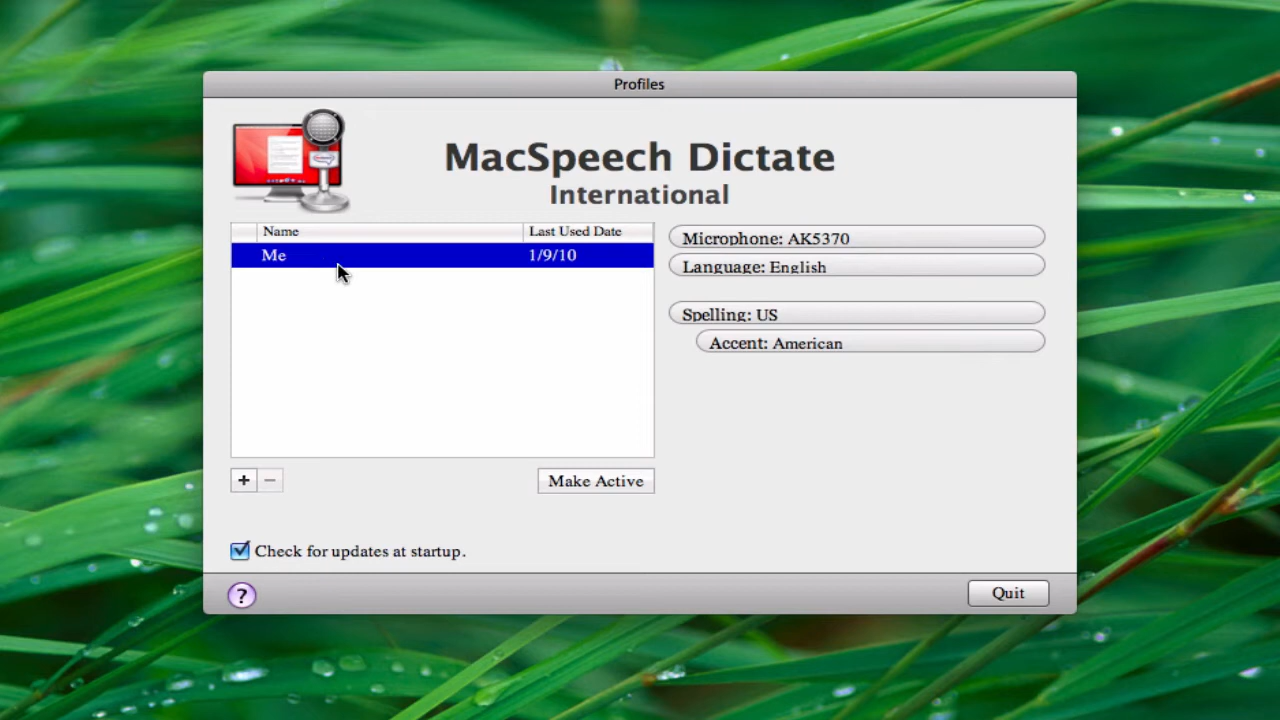 Profiles
MacSpeech Dictate
International
Name Last Used Date
Me 1/9/10
Microphone: AK5370
Language: English
Spelling: US
Accent: American
+ − Make Active
Check for updates at startup.
? Quit